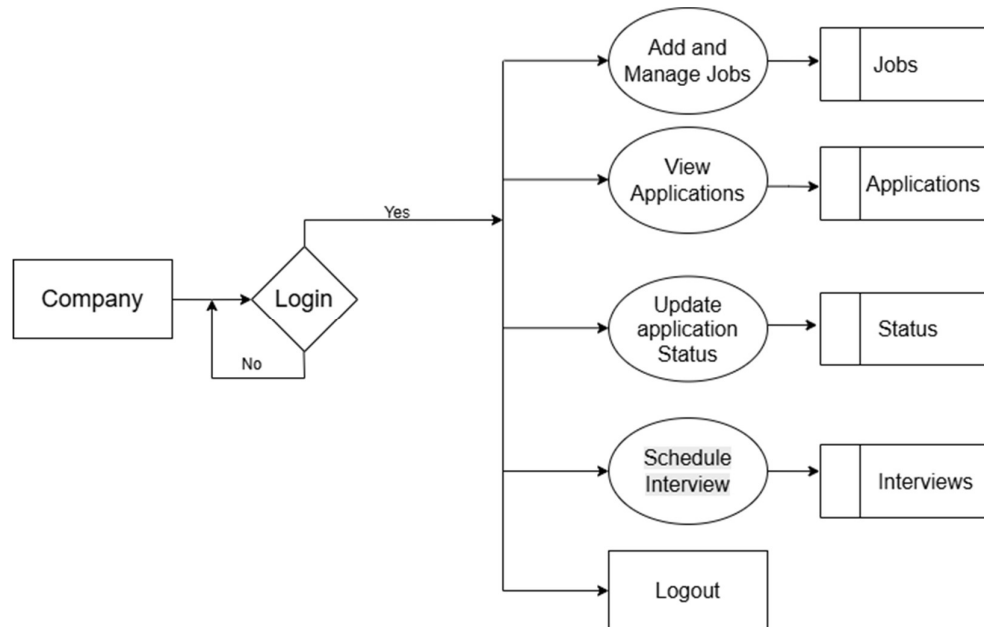 Add and
Manage Jobs
Jobs
View
Applications
Applications
Yes
Company
Login
No
Update
application
Status
Status
Schedule
Interview
Interviews
Logout